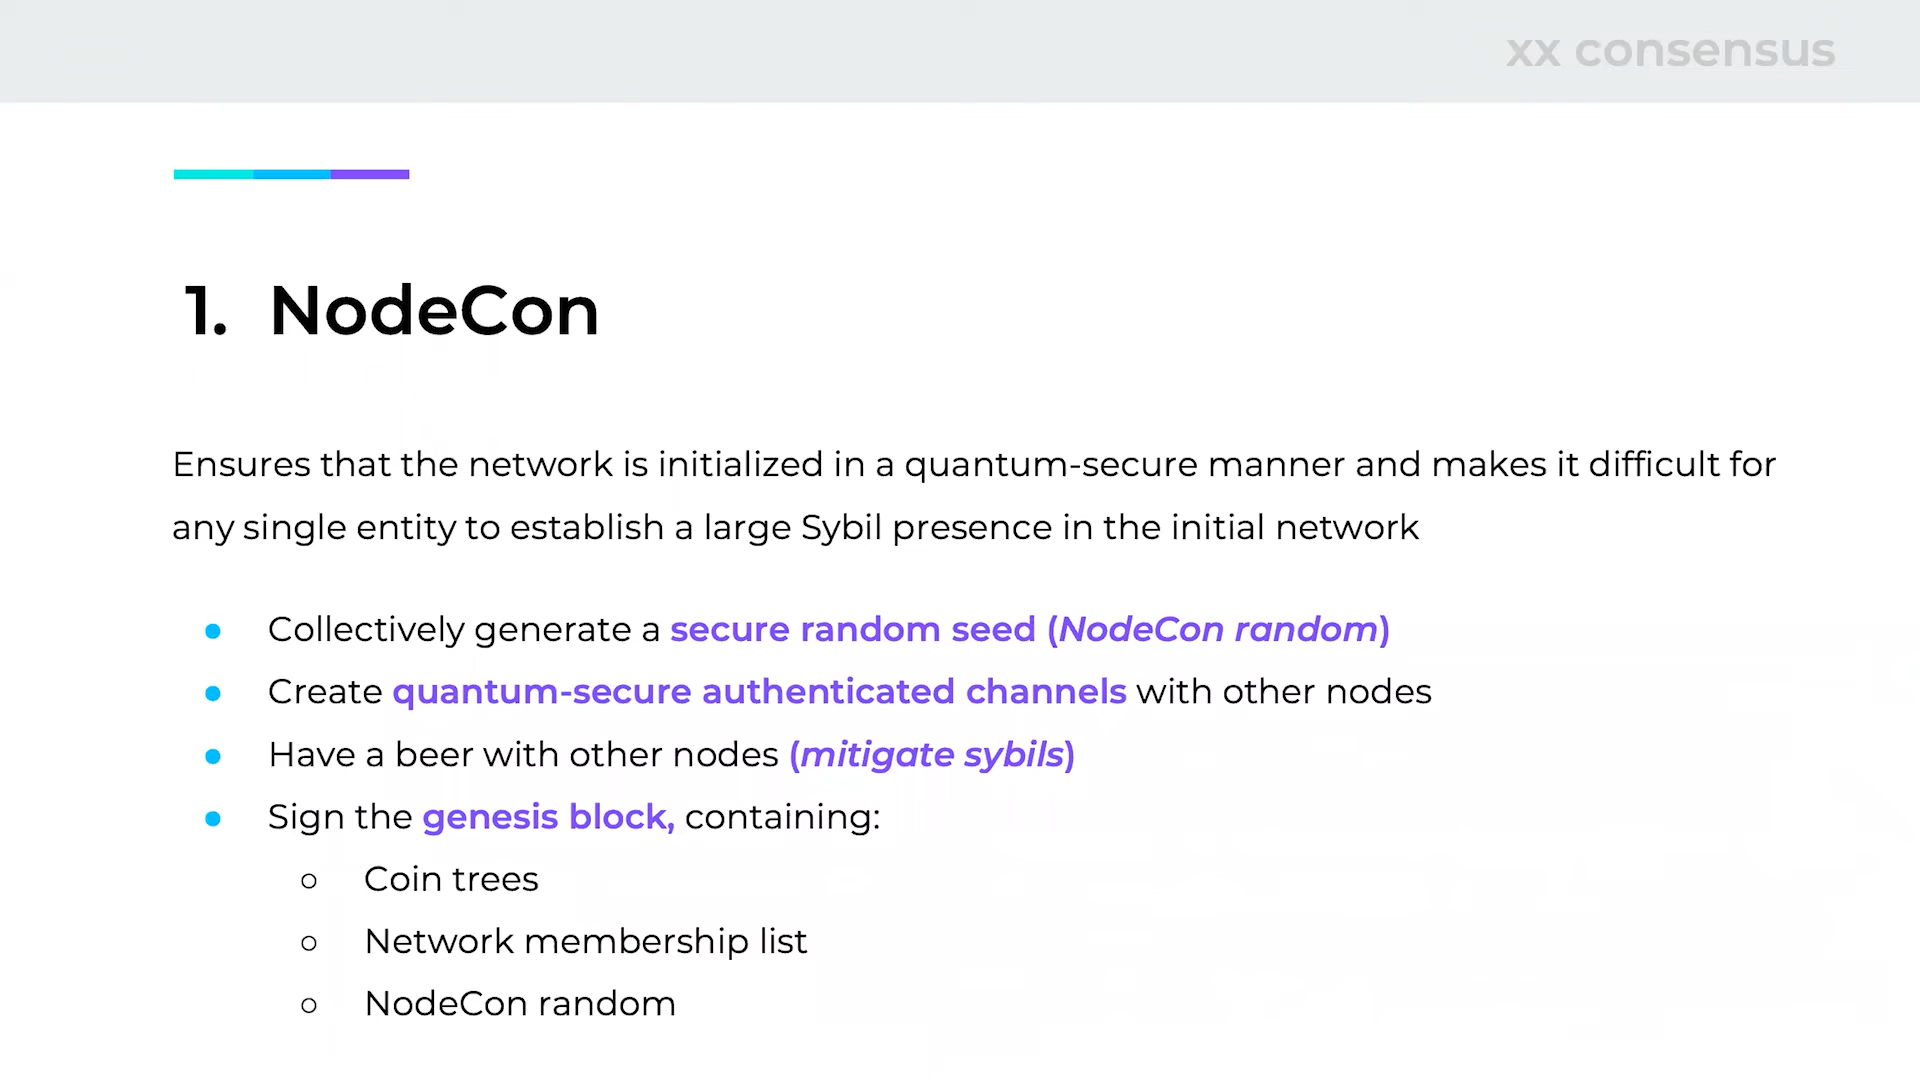 xx consensus
1. NodeCon
Ensures that the network is initialized in a quantum-secure manner and makes it difficult for
any single entity to establish a large Sybil presence in the initial network
● Collectively generate a secure random seed (NodeCon random)
● Create quantum-secure authenticated channels with other nodes
● Have a beer with other nodes (mitigate sybils)
● Sign the genesis block, containing:
○ Coin trees
○ Network membership list
○ NodeCon random